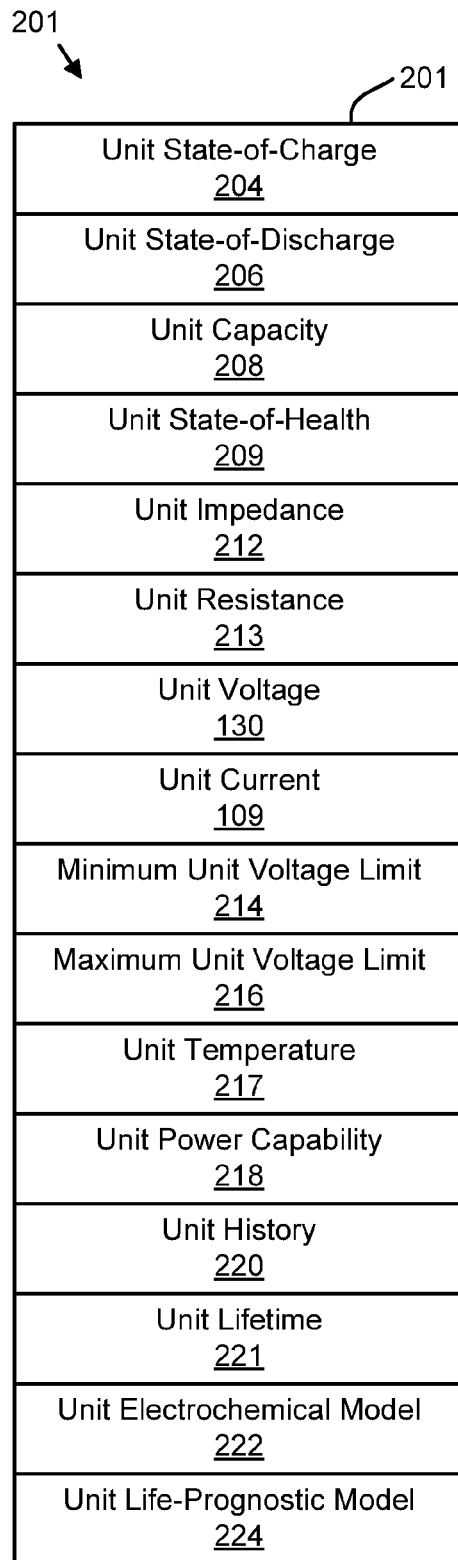 201
201
Unit State-of-Charge
204
Unit State-of-Discharge
206
Unit Capacity
208
Unit State-of-Health
209
Unit Impedance
212
Unit Resistance
213
Unit Voltage
130
Unit Current
109
Minimum Unit Voltage Limit
214
Maximum Unit Voltage Limit
216
Unit Temperature
217
Unit Power Capability
218
Unit History
220
Unit Lifetime
221
Unit Electrochemical Model
222
Unit Life-Prognostic Model
224